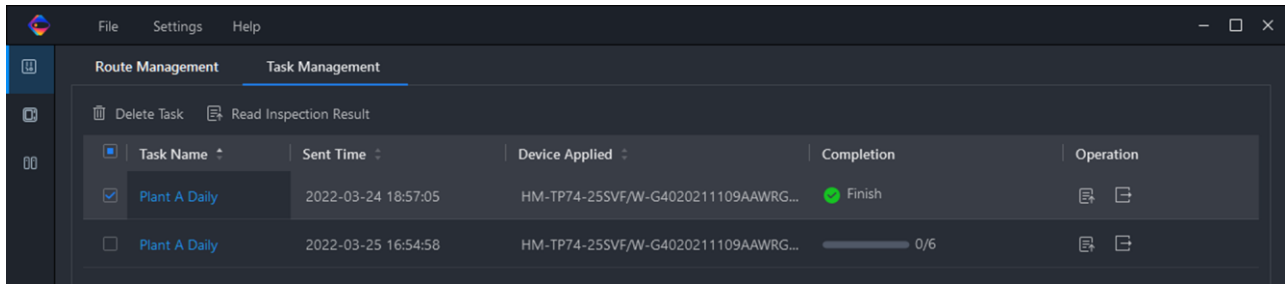 File Settings Help
Route Management Task Management
Delete Task Read Inspection Result
Task Name Sent Time Device Applied Completion Operation
Plant A Daily 2022-03-24 18:57:05 HM-TP74-25SVF/W-G4020211109AAWRG... Finish
Plant A Daily 2022-03-25 16:54:58 HM-TP74-25SVF/W-G4020211109AAWRG... 0/6